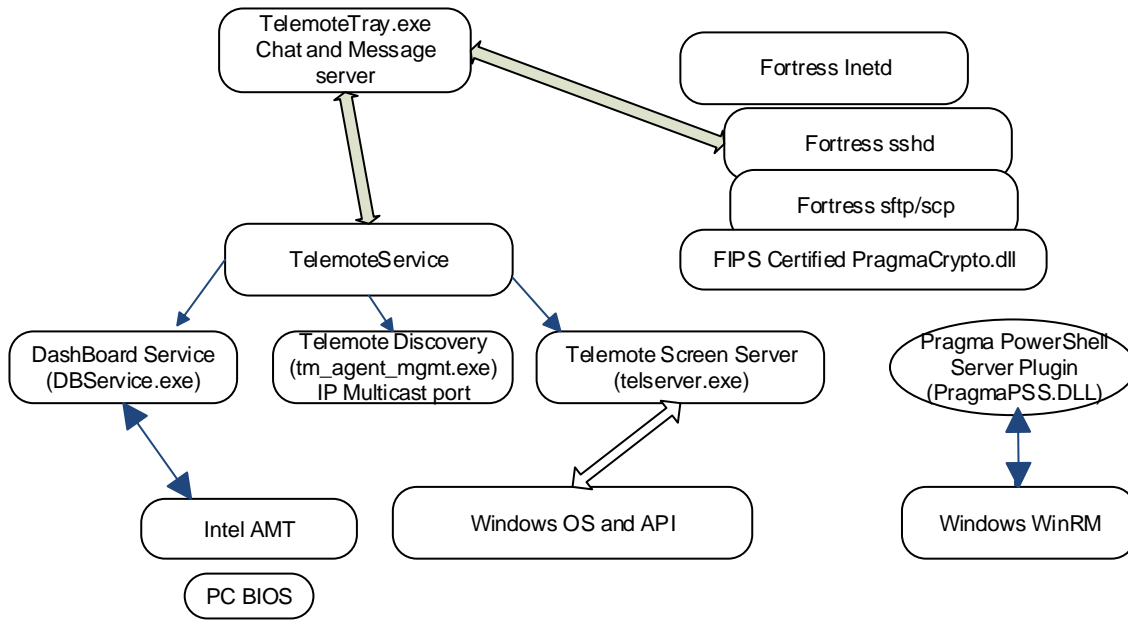 TelemoteTray.exe
Chat and Message
server
Fortress Inetd
Fortress sshd
Fortress sftp/scp
FIPS Certified PragmaCrypto.dll
TelemoteService
DashBoard Service
(DBService.exe)
Telemote Discovery
(tm_agent_mgmt.exe)
IP Multicast port
Telemote Screen Server
(telserver.exe)
Pragma PowerShell
Server Plugin
(PragmaPSS.DLL)
Intel AMT
Windows OS and API
Windows WinRM
PC BIOS